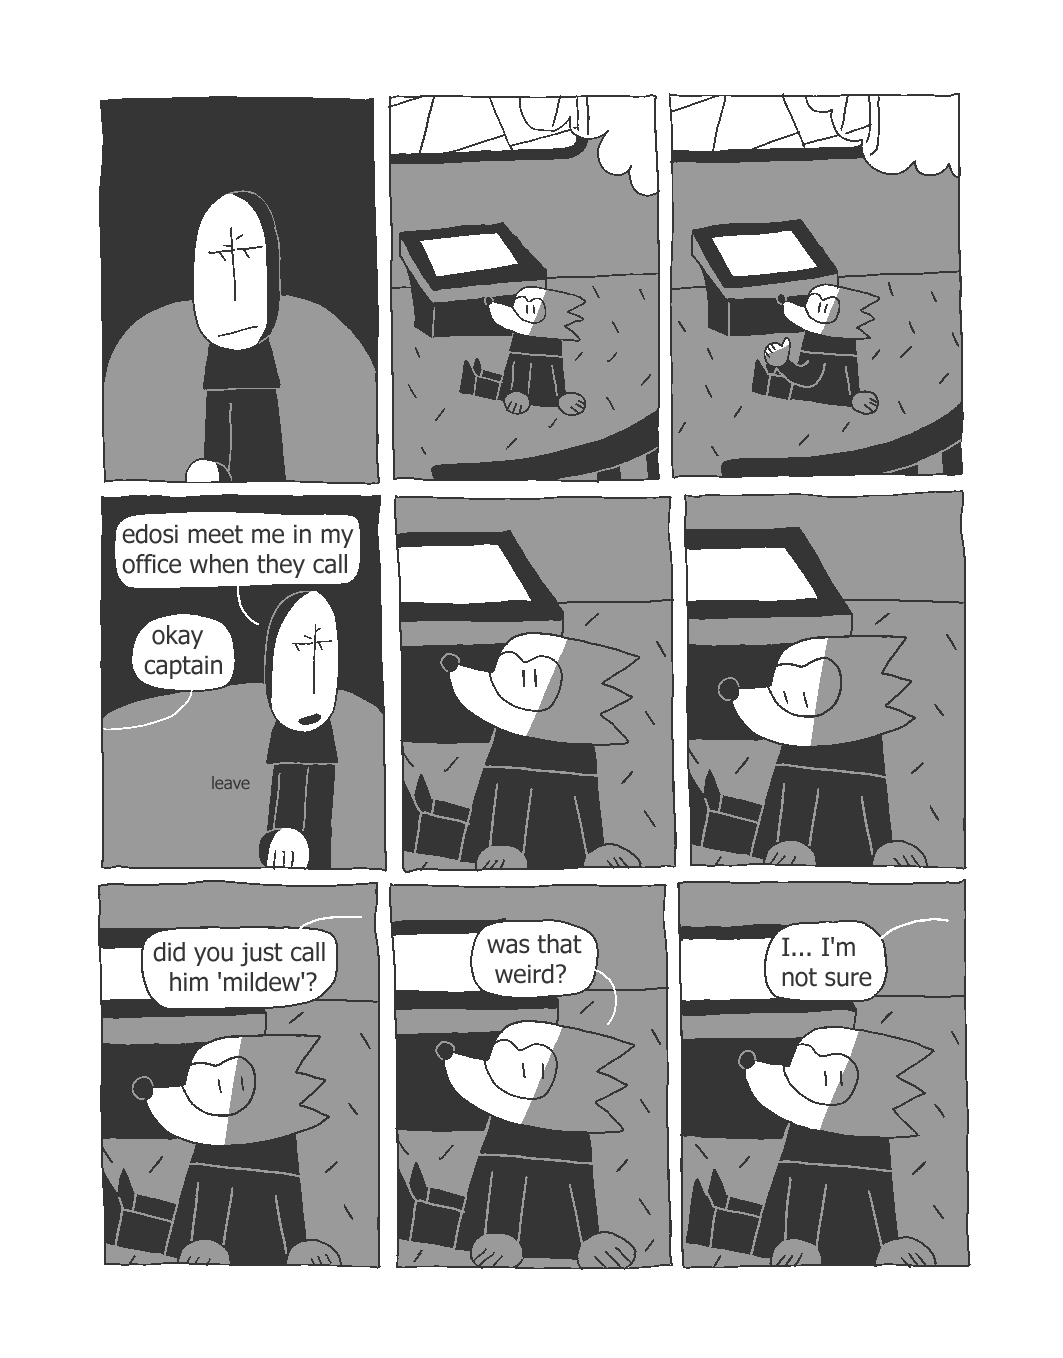 edosi meet me in my
office when they call
okay
captain
leave
did you just call
him 'mildew'?
was that
weird?
I... I'm
not sure